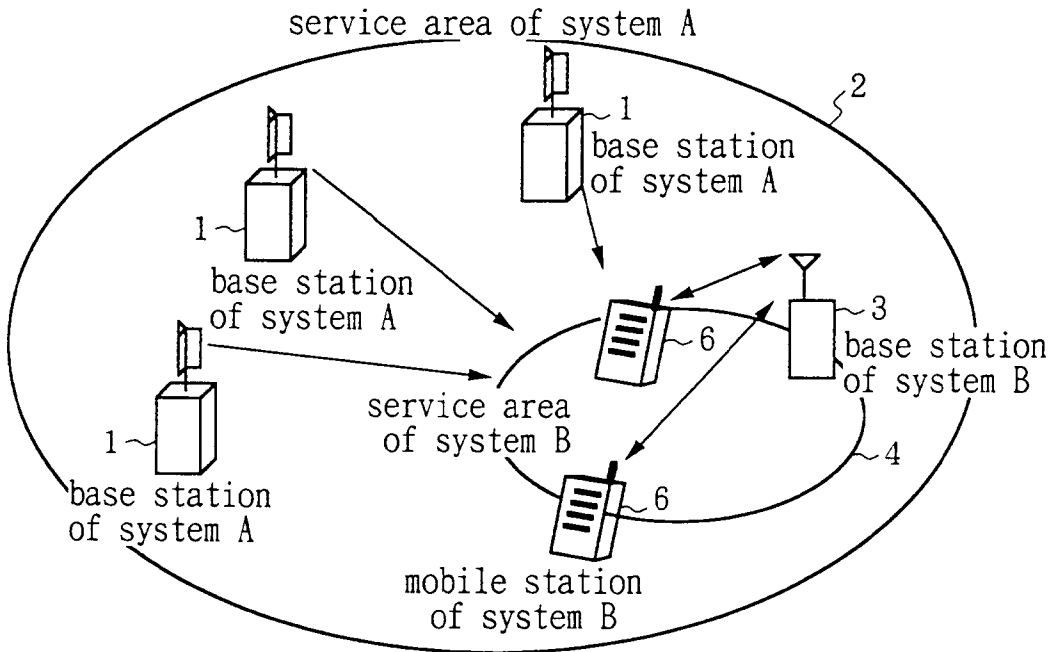 service area of system A
2
1
base station
of system A
1
base station
of system A
3
base station
of system B
6
service area
of system B
1
base station
of system A
4
6
mobile station
of system B